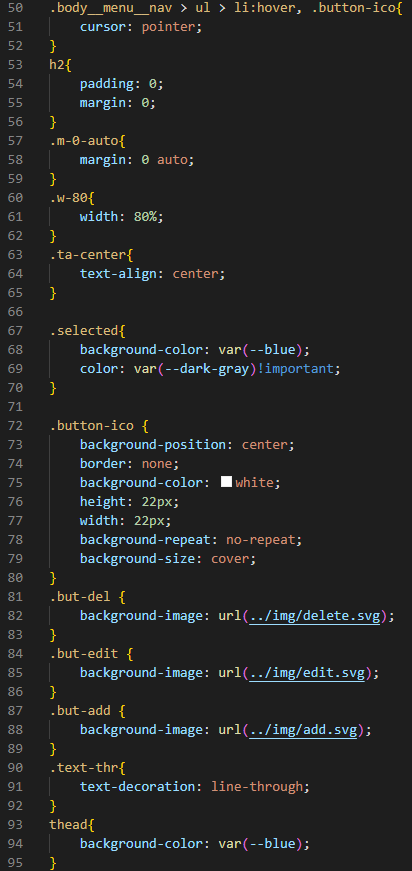 50 .body__menu__nav > ul > li:hover, .button-ico{
51     cursor: pointer;
52 }
53 h2{
54     padding: 0;
55     margin: 0;
56 }
57 .m-0-auto{
58     margin: 0 auto;
59 }
60 .w-80{
61     width: 80%;
62 }
63 .ta-center{
64     text-align: center;
65 }
66
67 .selected{
68     background-color: var(--blue);
69     color: var(--dark-gray)!important;
70 }
71
72 .button-ico {
73     background-position: center;
74     border: none;
75     background-color: white;
76     height: 22px;
77     width: 22px;
78     background-repeat: no-repeat;
79     background-size: cover;
80 }
81 .but-del {
82     background-image: url(../img/delete.svg);
83 }
84 .but-edit {
85     background-image: url(../img/edit.svg);
86 }
87 .but-add {
88     background-image: url(../img/add.svg);
89 }
90 .text-thr{
91     text-decoration: line-through;
92 }
93 thead{
94     background-color: var(--blue);
95 }